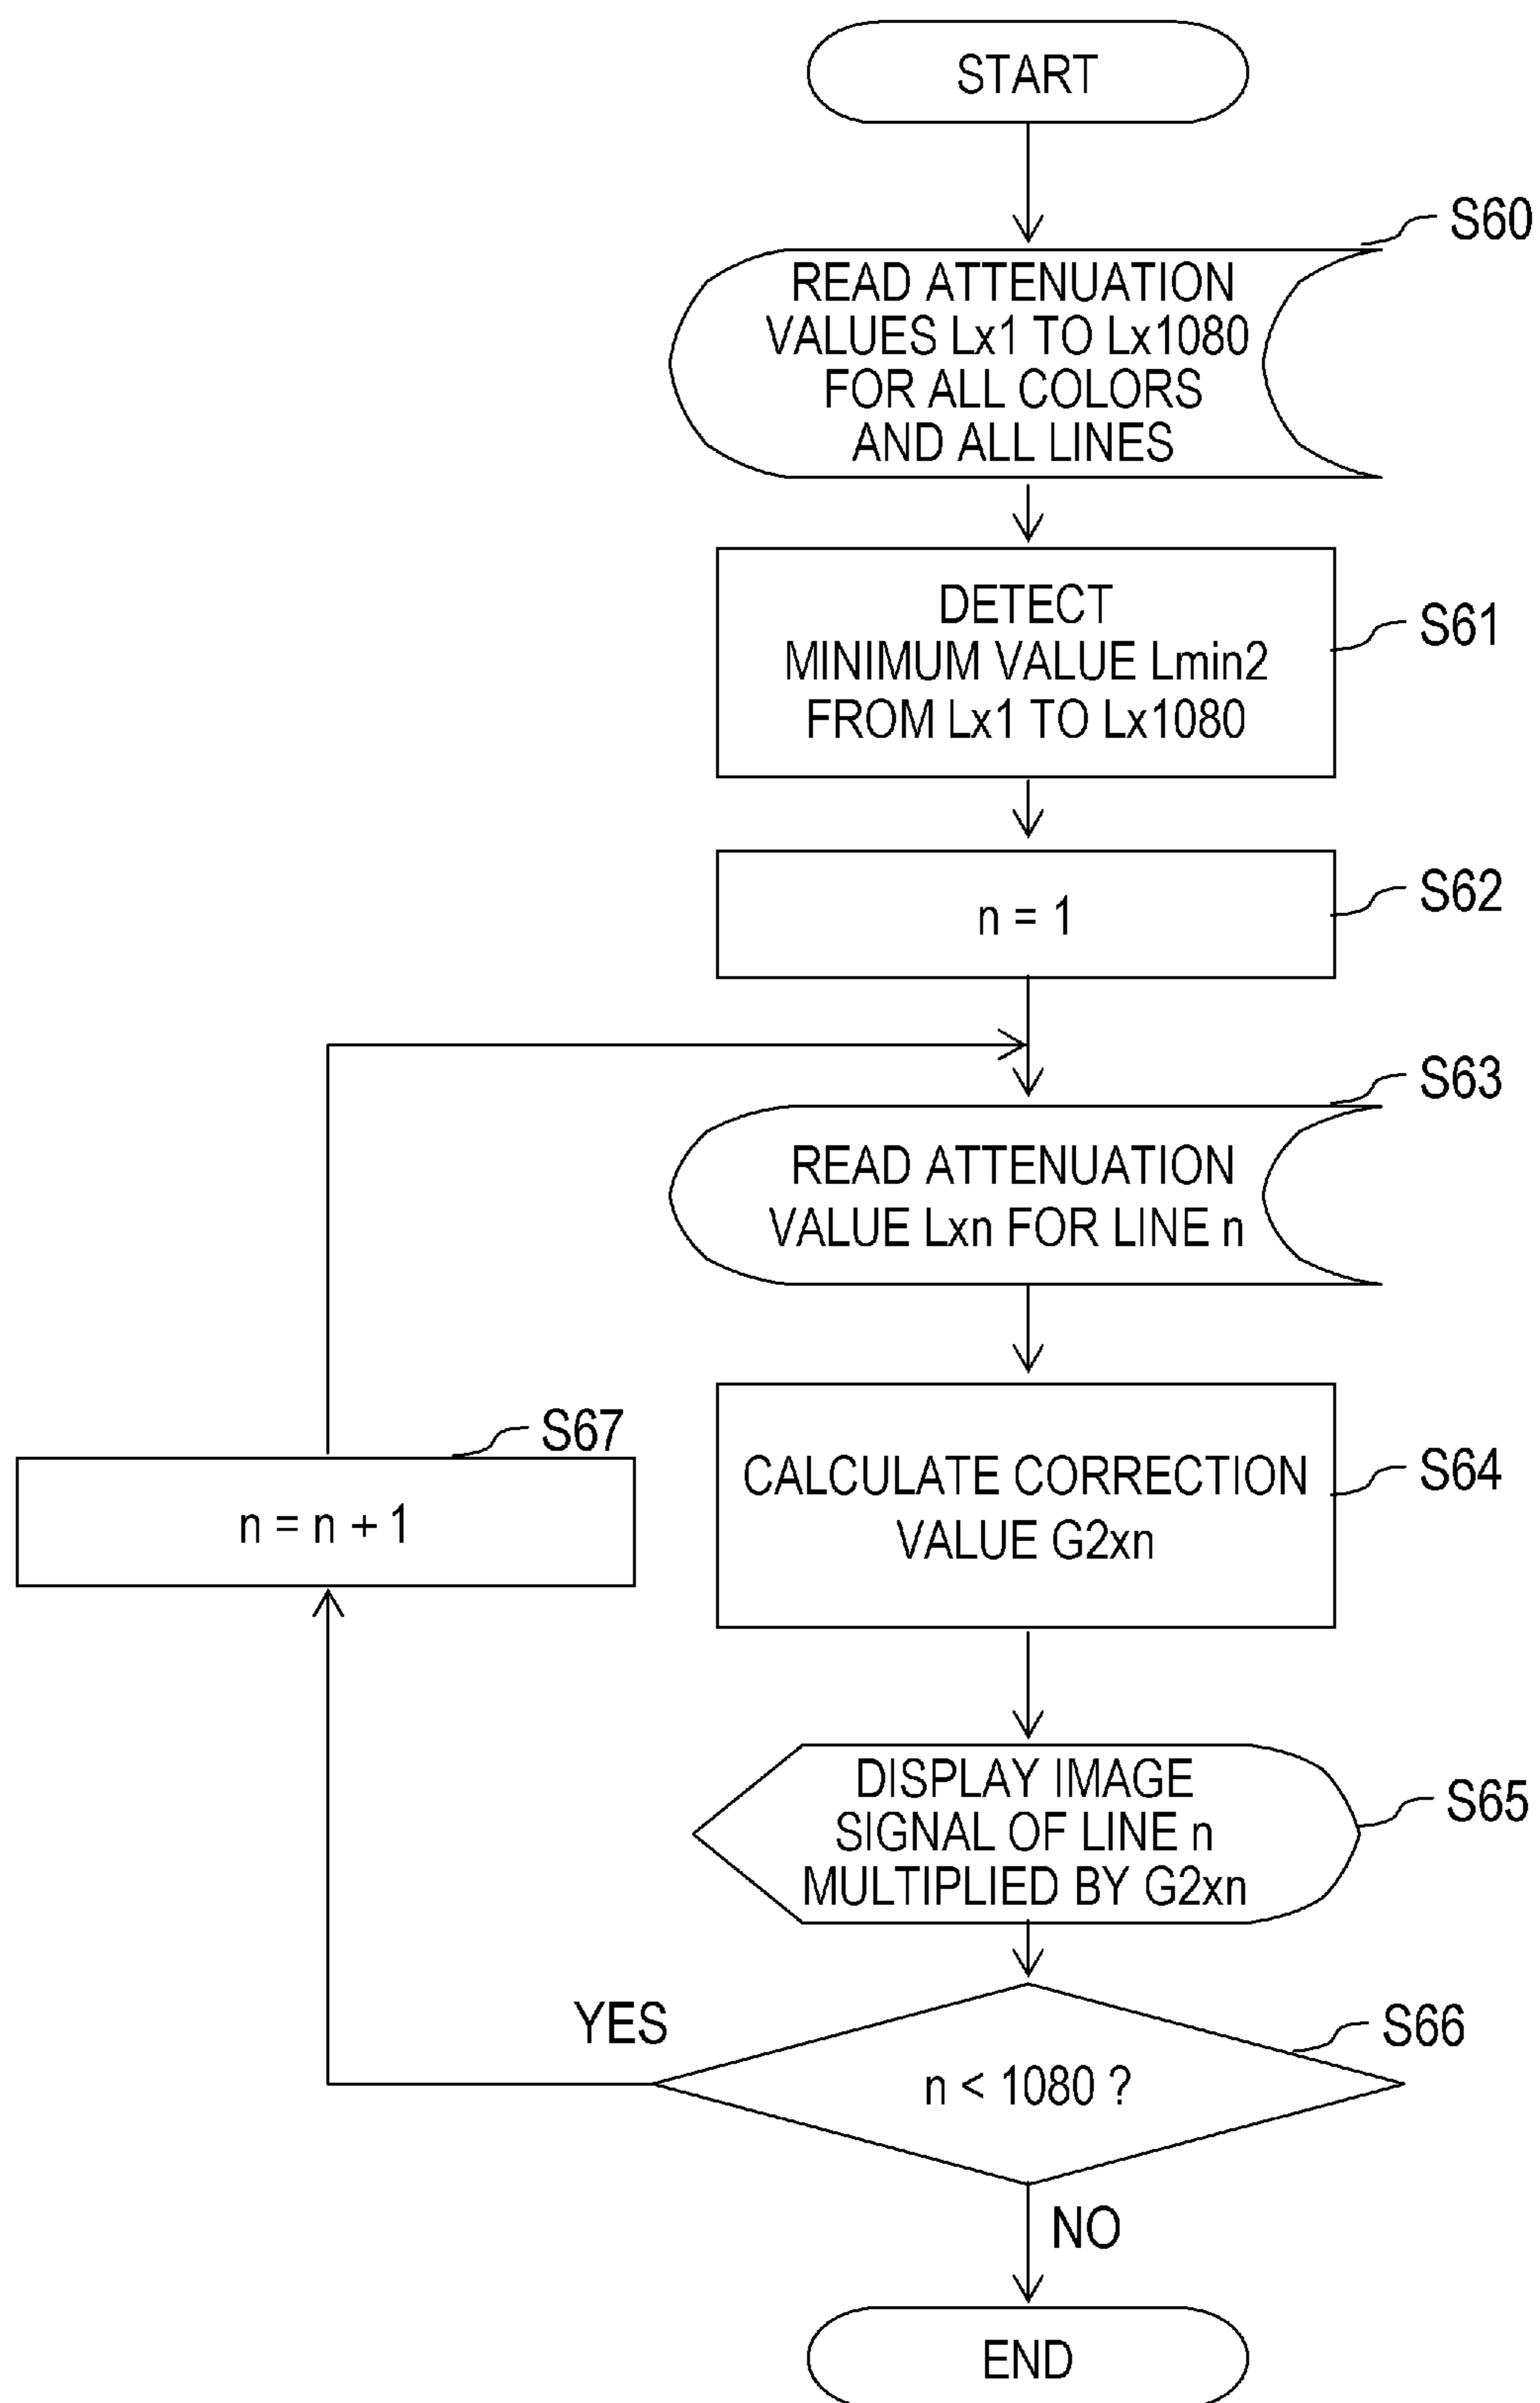 START
S60
READ ATTENUATION
VALUES Lx1 TO Lx1080
FOR ALL COLORS
AND ALL LINES
DETECT
MINIMUM VALUE Lmin2
FROM Lx1 TO Lx1080
S61
n = 1
S62
S63
READ ATTENUATION
VALUE Lxn FOR LINE n
S67
n = n + 1
CALCULATE CORRECTION
VALUE G2xn
S64
DISPLAY IMAGE
SIGNAL OF LINE n
MULTIPLIED BY G2xn
S65
YES
S66
n < 1080 ?
NO
END